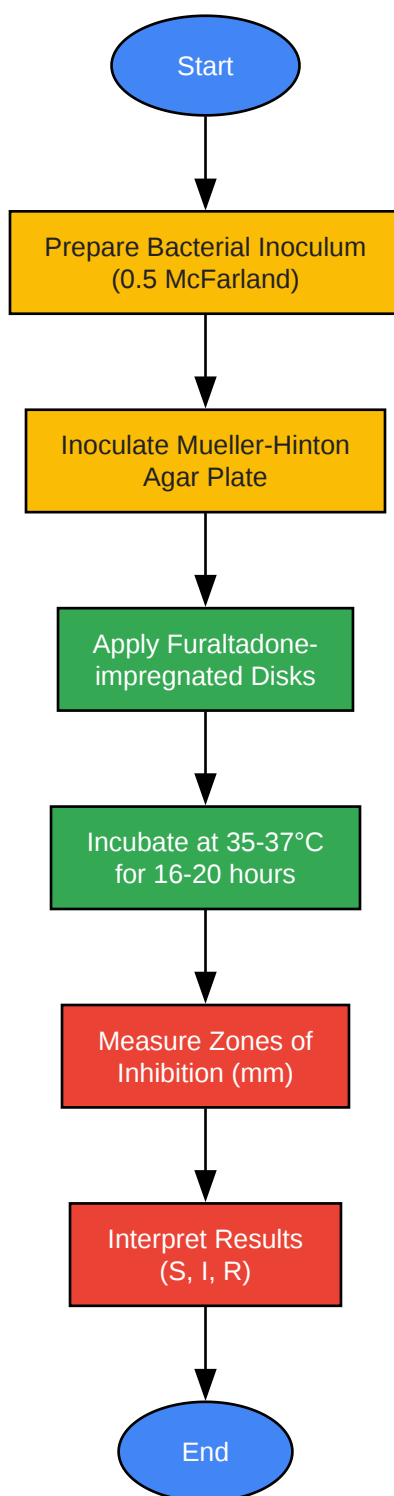 Start
Prepare Bacterial Inoculum
(0.5 McFarland)
Inoculate Mueller-Hinton
Agar Plate
Apply Furaltadone-
impregnated Disks
Incubate at 35-37°C
for 16-20 hours
Measure Zones of
Inhibition (mm)
Interpret Results
(S, I, R)
End